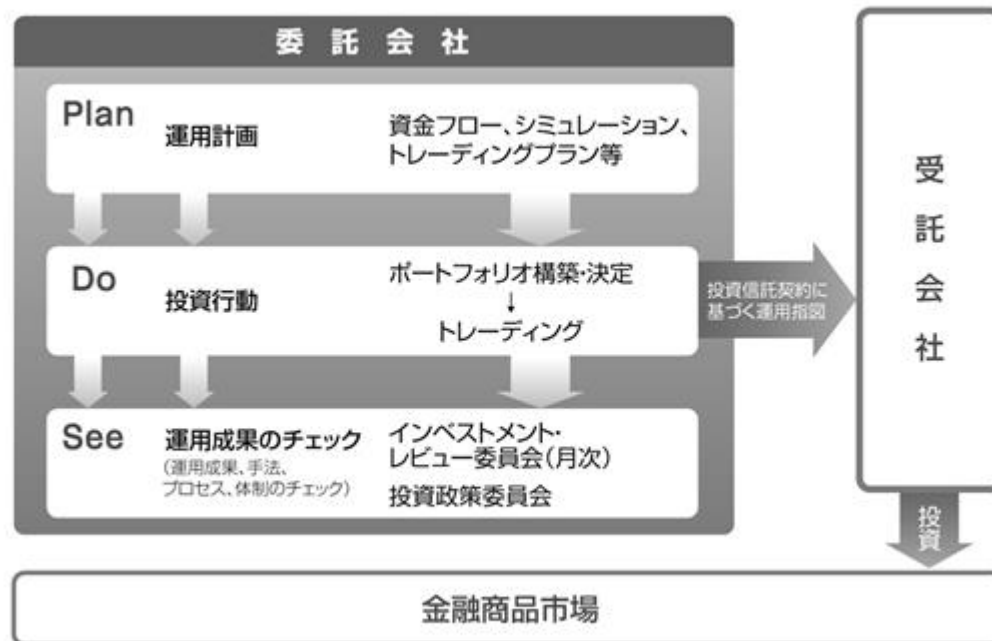 委託会社
Plan
運用計画
資金フロー、シミュレーション、
トレーディングプラン等
Do
投資行動
ポートフォリオ構築・決定
↓
トレーディング
See
運用成果のチェック
(運用成果、手法、
プロセス、体制のチェック)
インベストメント・
レビュー委員会(月次)
投資政策委員会
投資信託契約に
基づく運用指図
受託会社
投資
金融商品市場